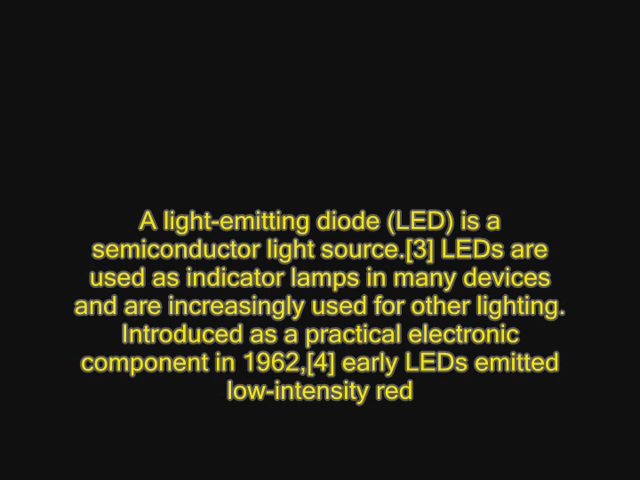 A light-emitting diode (LED) is a
semiconductor light source.[3] LEDs are
used as indicator lamps in many devices
and are increasingly used for other lighting.
Introduced as a practical electronic
component in 1962,[4] early LEDs emitted
low-intensity red